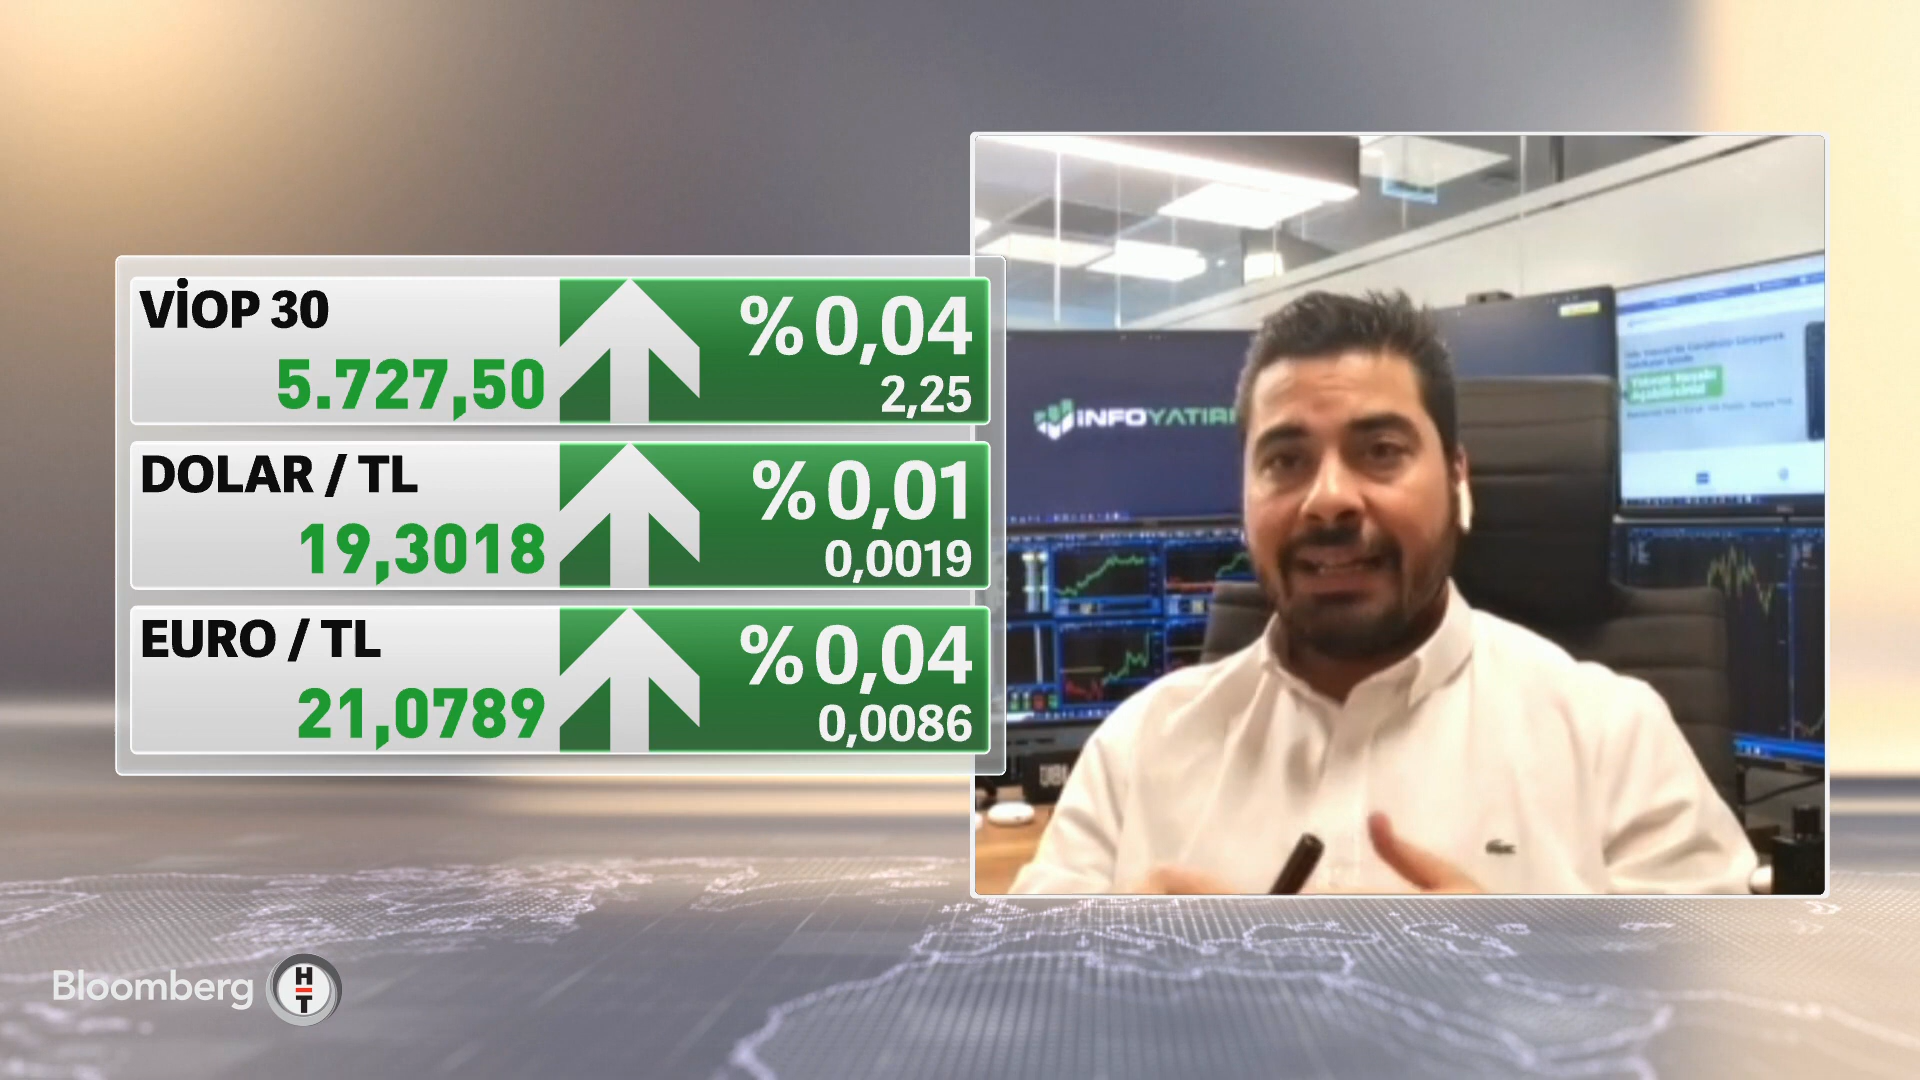 VİOP 30
5.727,50
%0,04
2,25
DOLAR / TL
19,3018
%0,01
0,0019
EURO / TL
21,0789
%0,04
0,0086
INFOYATIRI
Bloomberg HT